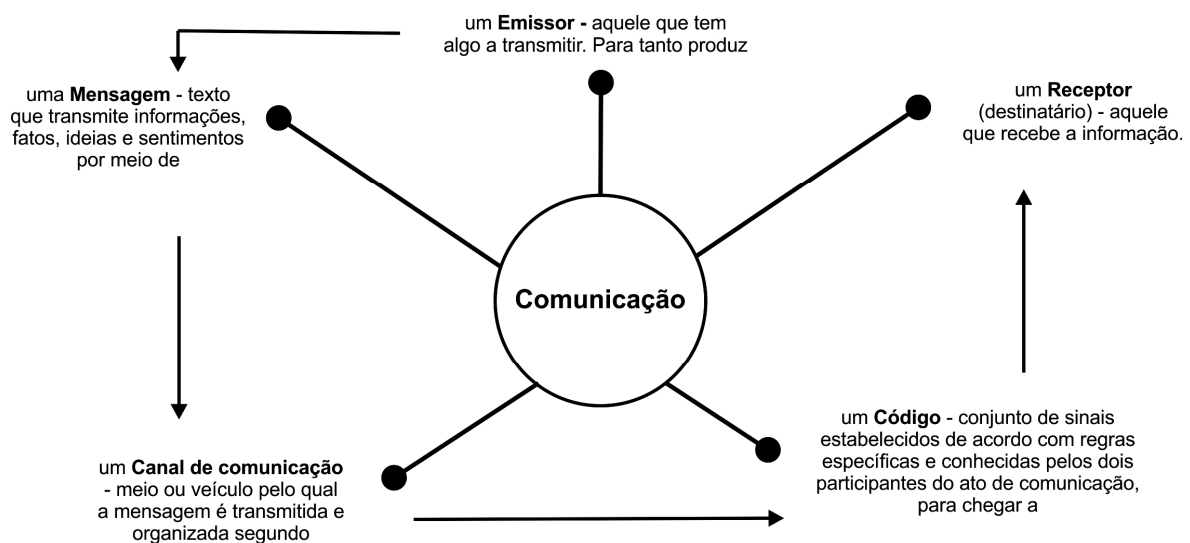 um Emissor - aquele que tem
algo a transmitir. Para tanto produz
uma Mensagem - texto
que transmite informações,
fatos, ideias e sentimentos
por meio de
um Canal de comunicação
- meio ou veículo pelo qual
a mensagem é transmitida e
organizada segundo
um Código - conjunto de sinais
estabelecidos de acordo com regras
específicas e conhecidas pelos dois
participantes do ato de comunicação,
para chegar a
um Receptor
(destinatário) - aquele
que recebe a informação.
Comunicação